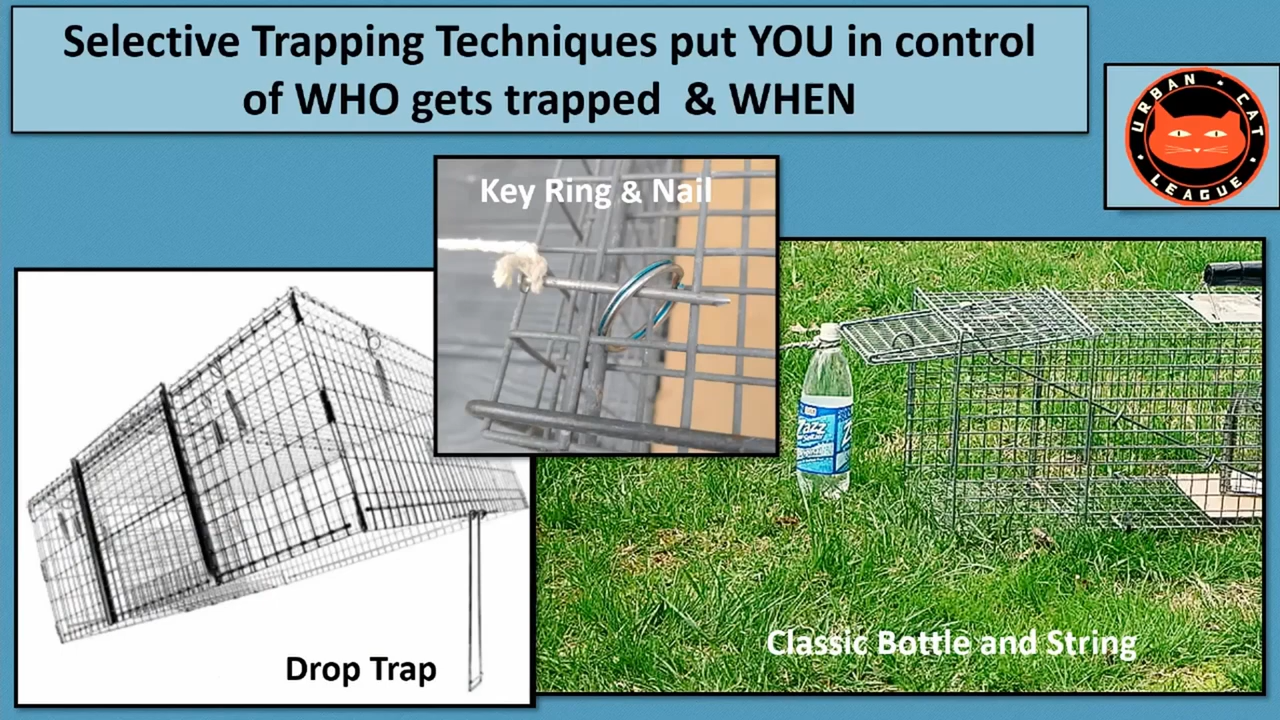 Selective Trapping Techniques put YOU in control
of WHO gets trapped & WHEN
URBAN · CAT · LEAGUE ·
Key Ring & Nail
Zazz
Classic Bottle and String
Drop Trap